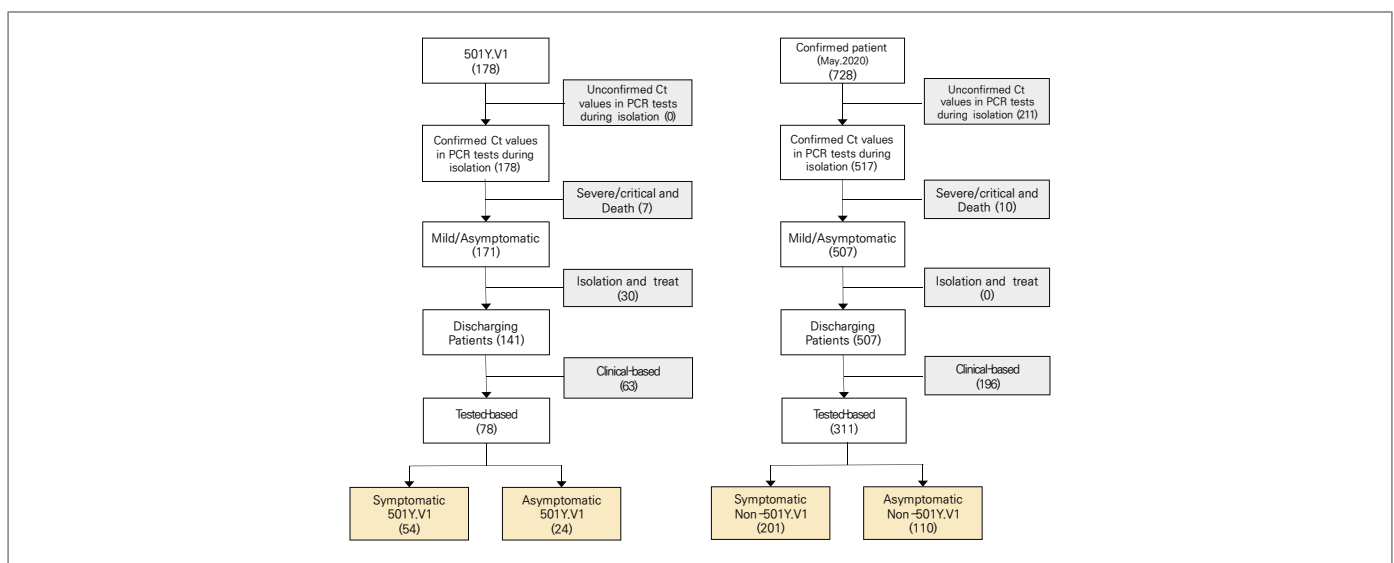 501Y.V1
(178)
Unconfirmed Ct
values in PCR tests
during isolation (0)
Confirmed Ct values
in PCR tests during
isolation (178)
Severe/critical and
Death (7)
Mild/Asymptomatic
(171)
Isolation and treat
(30)
Discharging
Patients (141)
Clinical-based
(63)
Tested-based
(78)
Symptomatic
501Y.V1
(54)
Asymptomatic
501Y.V1
(24)
Confirmed patient
(May.2020)
(728)
Unconfirmed Ct
values in PCR tests
during isolation (211)
Confirmed Ct values
in PCR tests during
isolation (517)
Severe/critical and
Death (10)
Mild/Asymptomatic
(507)
Isolation and treat
(0)
Discharging
Patients (507)
Clinical-based
(196)
Tested-based
(311)
Symptomatic
Non-501Y.V1
(201)
Asymptomatic
Non-501Y.V1
(110)